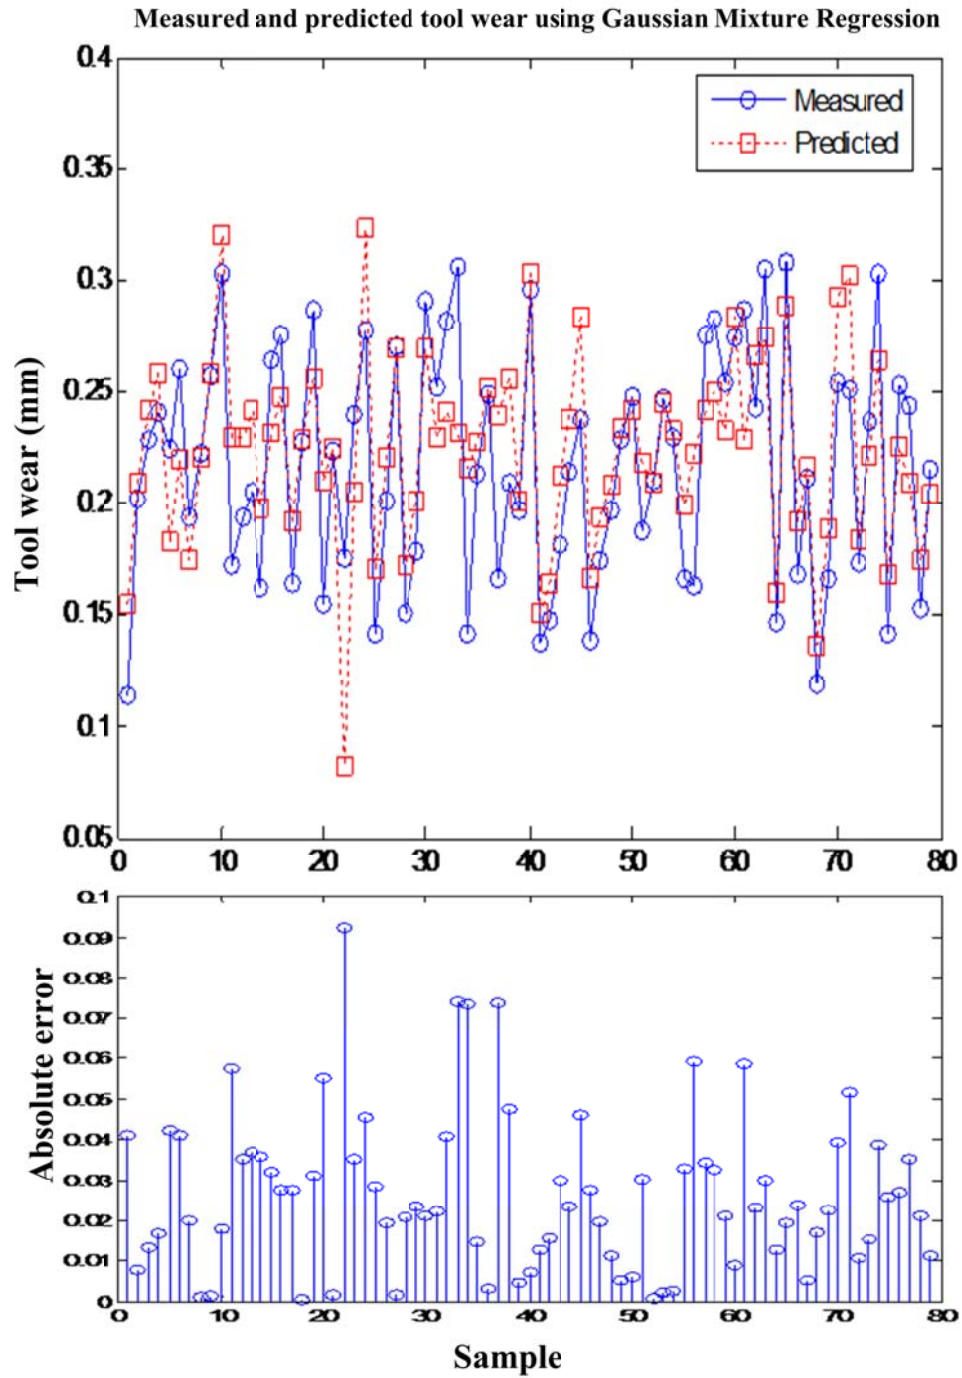 Measured and predicted tool wear using Gaussian Mixture Regression
Measured
Predicted
Tool wear (mm)
0.4
0.35
0.3
0.25
0.2
0.15
0.1
0.05
0 10 20 30 40 50 60 70 80
Absolute error
0.1
0.09
0.08
0.07
0.06
0.05
0.04
0.03
0.02
0.01
0
0 10 20 30 40 50 60 70 80
Sample